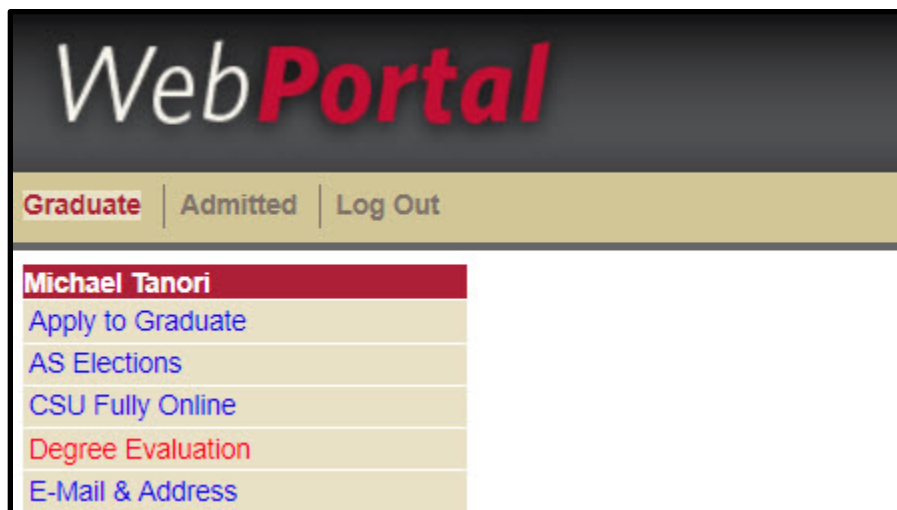 WebPortal
Graduate | Admitted | Log Out
Michael Tanori
Apply to Graduate
AS Elections
CSU Fully Online
Degree Evaluation
E-Mail & Address